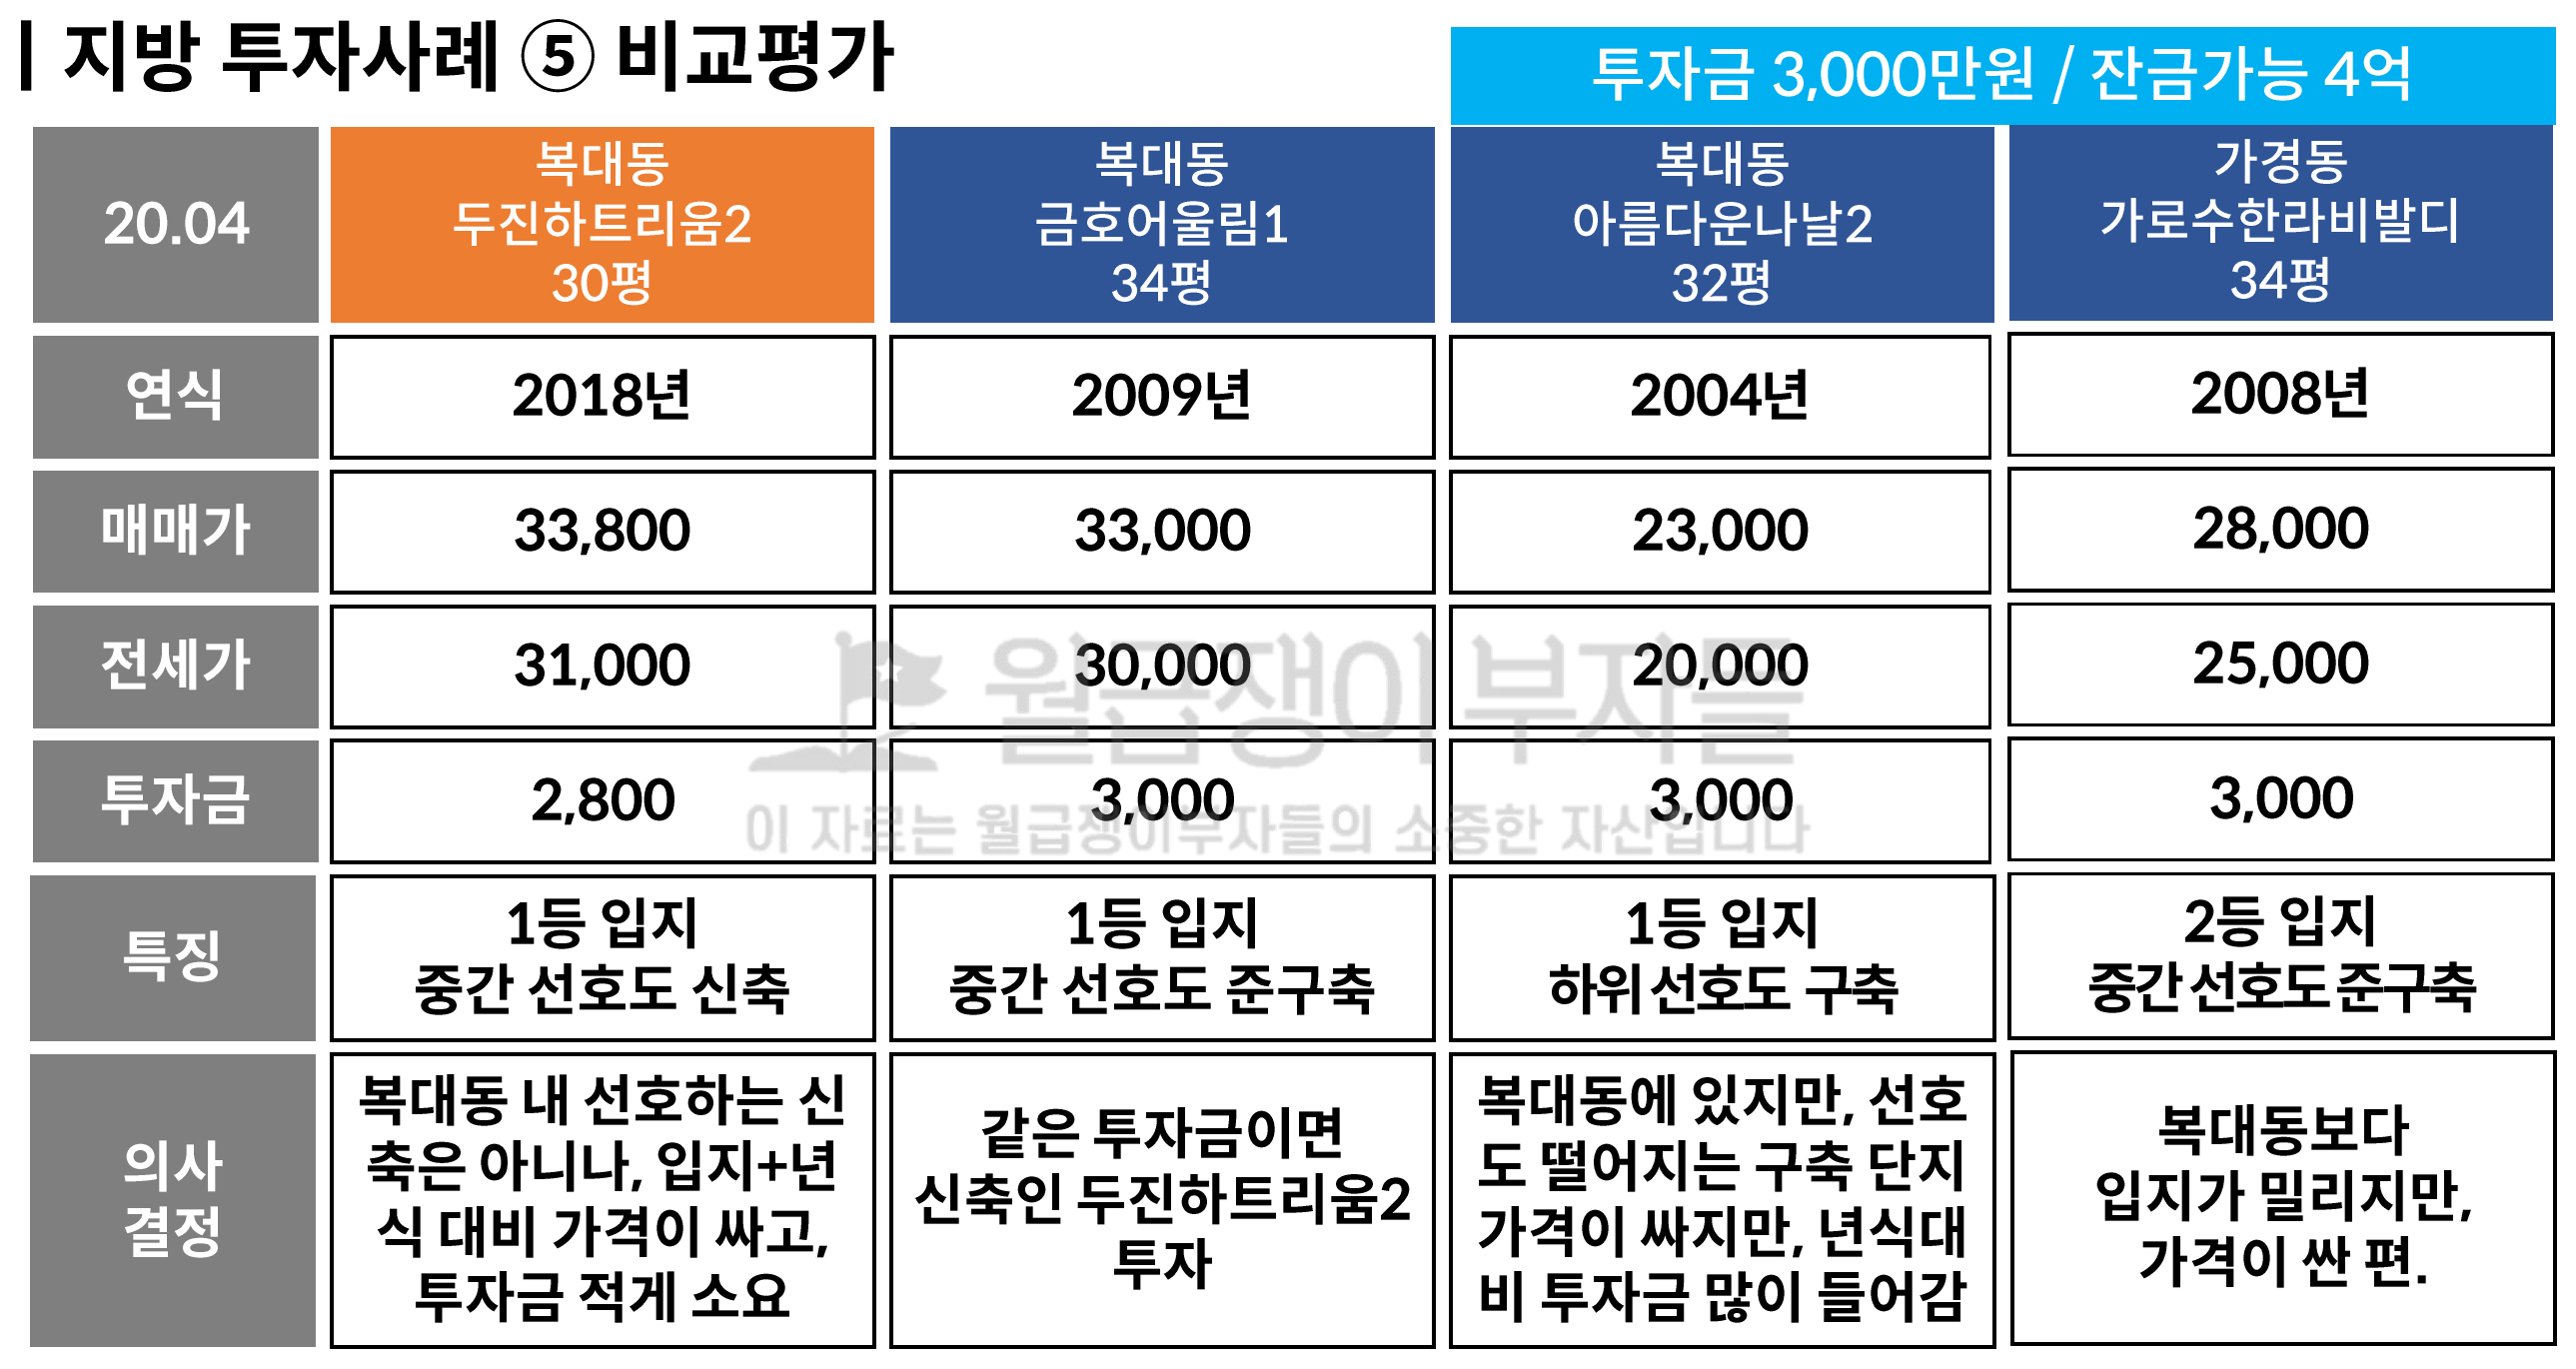 | 지방 투자사례 ⑤ 비교평가
투자금 3,000만원 / 잔금가능 4억
20.04
복대동
두진하트리움2
30평
복대동
금호어울림1
34평
복대동
아름다운나날2
32평
가경동
가로수한라비발디
34평
연식
2018년
2009년
2004년
2008년
매매가
33,800
33,000
23,000
28,000
전세가
31,000
30,000
20,000
25,000
투자금
2,800
3,000
3,000
3,000
특징
1등 입지
중간 선호도 신축
1등 입지
중간 선호도 준구축
1등 입지
하위 선호도 구축
2등 입지
중간 선호도 준구축
의사
결정
복대동 내 선호하는 신
축은 아니나, 입지+년
식 대비 가격이 싸고,
투자금 적게 소요
같은 투자금이면
신축인 두진하트리움2
투자
복대동에 있지만, 선호
도 떨어지는 구축 단지
가격이 싸지만, 년식대
비 투자금 많이 들어감
복대동보다
입지가 밀리지만,
가격이 싼 편.
월급쟁이 부자들
이 자료는 월급쟁이부자들의 소중한 자산입니다